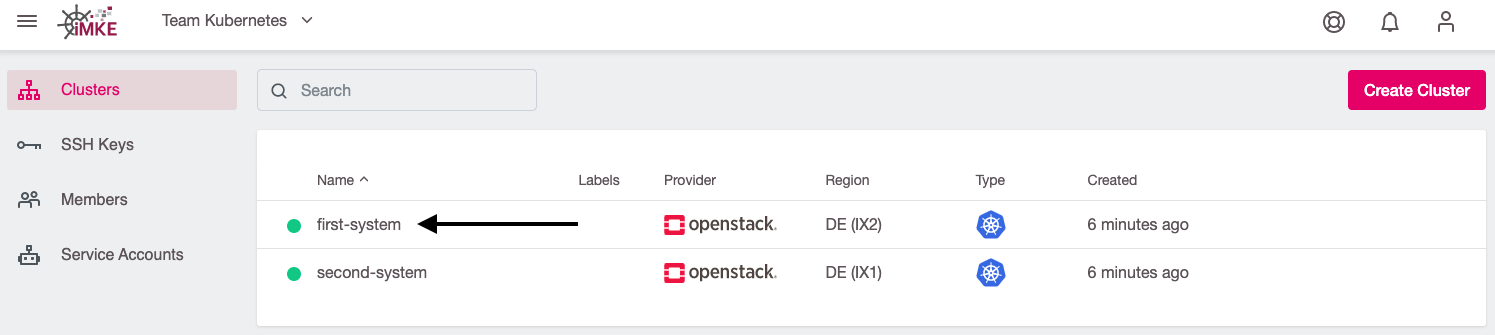 iMKE Team Kubernetes
Clusters
Search
Create Cluster
SSH Keys
Members
Service Accounts
Name Labels Provider Region Type Created
first-system openstack. DE (IX2) 6 minutes ago
second-system openstack. DE (IX1) 6 minutes ago